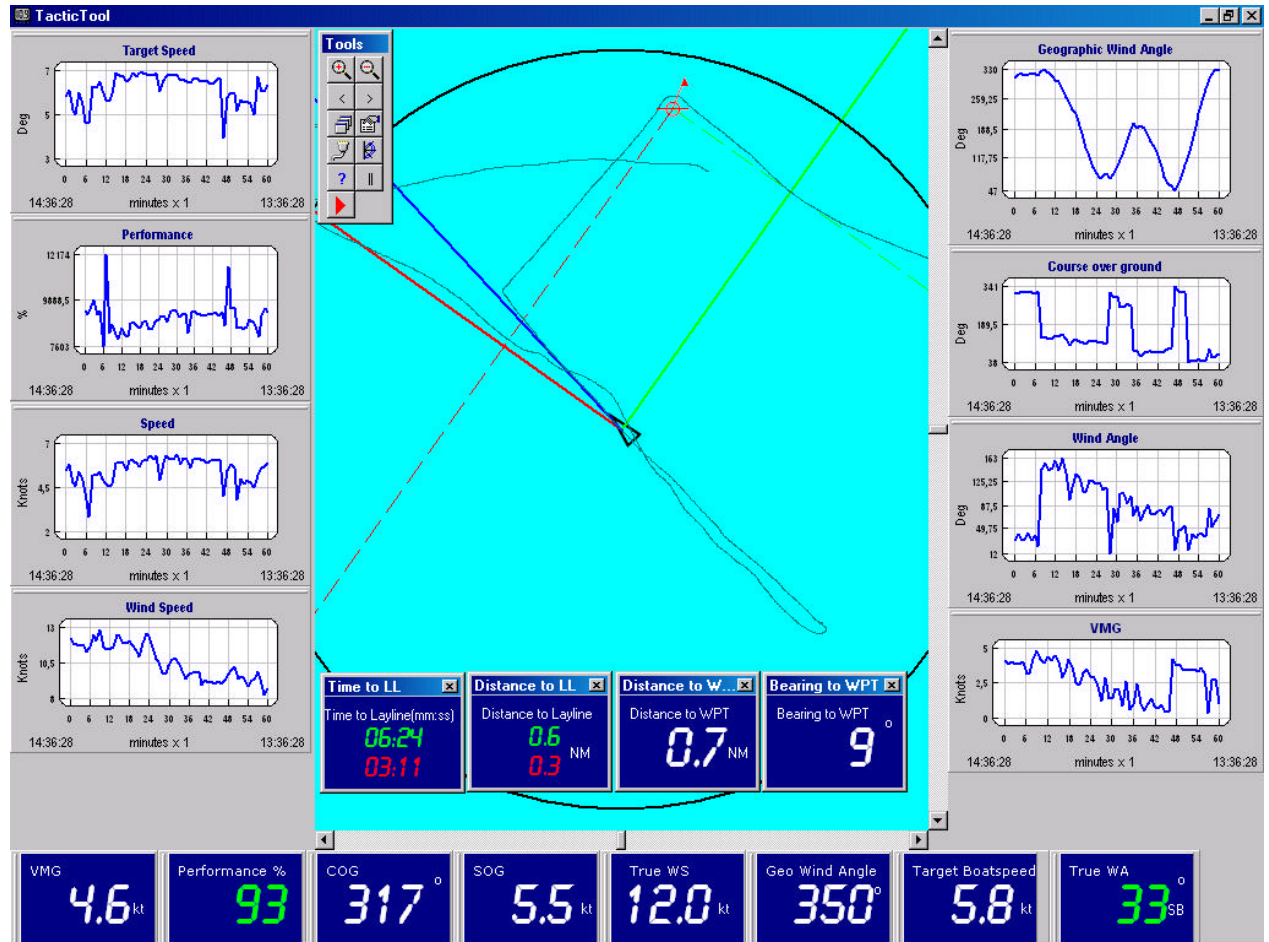 TacticTool
Target Speed
7
5
3
Deg
0 6 12 18 24 30 36 42 48 54 60
14:36:28 minutes x 1 13:36:28
Performance
12174
9888,5
7603
%
0 6 12 18 24 30 36 42 48 54 60
14:36:28 minutes x 1 13:36:28
Speed
7
4,5
2
Knots
0 6 12 18 24 30 36 42 48 54 60
14:36:28 minutes x 1 13:36:28
Wind Speed
13
10,5
8
Knots
0 6 12 18 24 30 36 42 48 54 60
14:36:28 minutes x 1 13:36:28
Tools
< >
? ||
Geographic Wind Angle
330
259,25
188,5
117,75
47
Deg
0 6 12 18 24 30 36 42 48 54 60
14:36:28 minutes x 1 13:36:28
Course over ground
341
189,5
38
Deg
0 6 12 18 24 30 36 42 48 54 60
14:36:28 minutes x 1 13:36:28
Wind Angle
163
125,25
87,5
49,75
12
Deg
0 6 12 18 24 30 36 42 48 54 60
14:36:28 minutes x 1 13:36:28
VMG
5
2,5
0
Knots
0 6 12 18 24 30 36 42 48 54 60
14:36:28 minutes x 1 13:36:28
Time to LL
Time to Layline(mm:ss)
06:24
03:11
Distance to LL
Distance to Layline
0.6
0.3 NM
Distance to W...
Distance to WPT
0.7 NM
Bearing to WPT
Bearing to WPT
9°
VMG
4.6 kt
Performance %
93
COG
317°
SOG
5.5 kt
True WS
12.0 kt
Geo Wind Angle
350°
Target Boatspeed
5.8 kt
True WA
33° SB